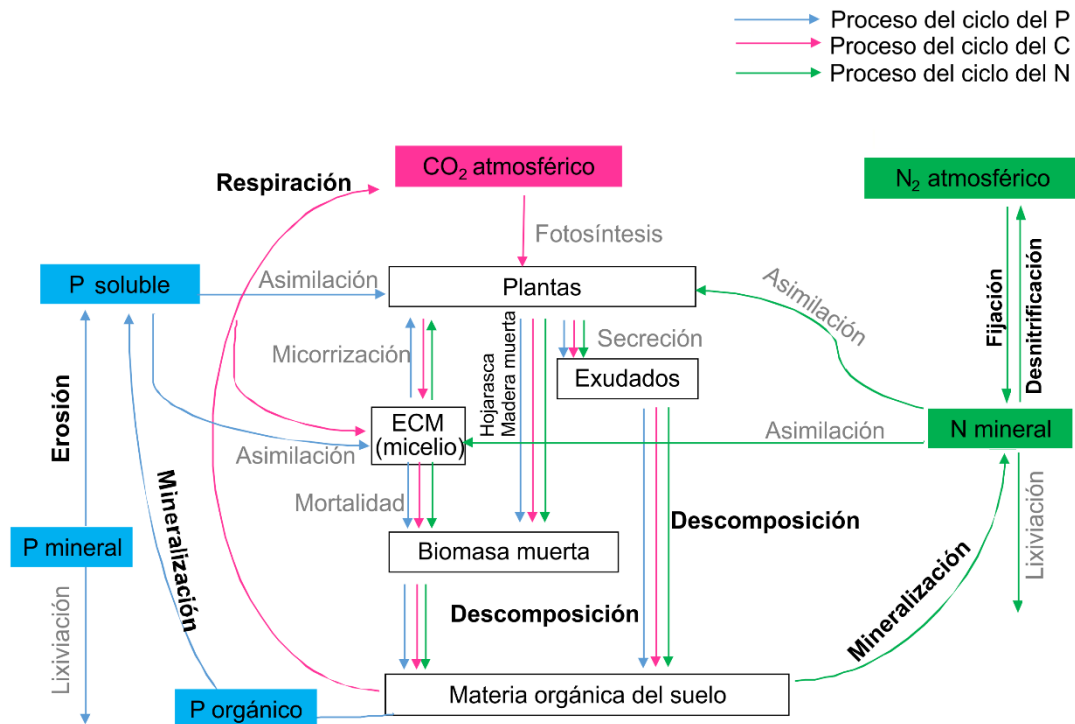 Proceso del ciclo del P
Proceso del ciclo del C
Proceso del ciclo del N
CO₂ atmosférico
N₂ atmosférico
Respiración
Fotosíntesis
P soluble
Asimilación
Plantas
Asimilación
Fijación
Desnitrificación
Micorrización
Hojarasca
Madera muerta
Secreción
Exudados
Erosión
ECM
(micelio)
Asimilación
Asimilación
N mineral
Mineralización
Mortalidad
Descomposición
Lixiviación
P mineral
Biomasa muerta
Lixiviación
Descomposición
Mineralización
P orgánico
Materia orgánica del suelo